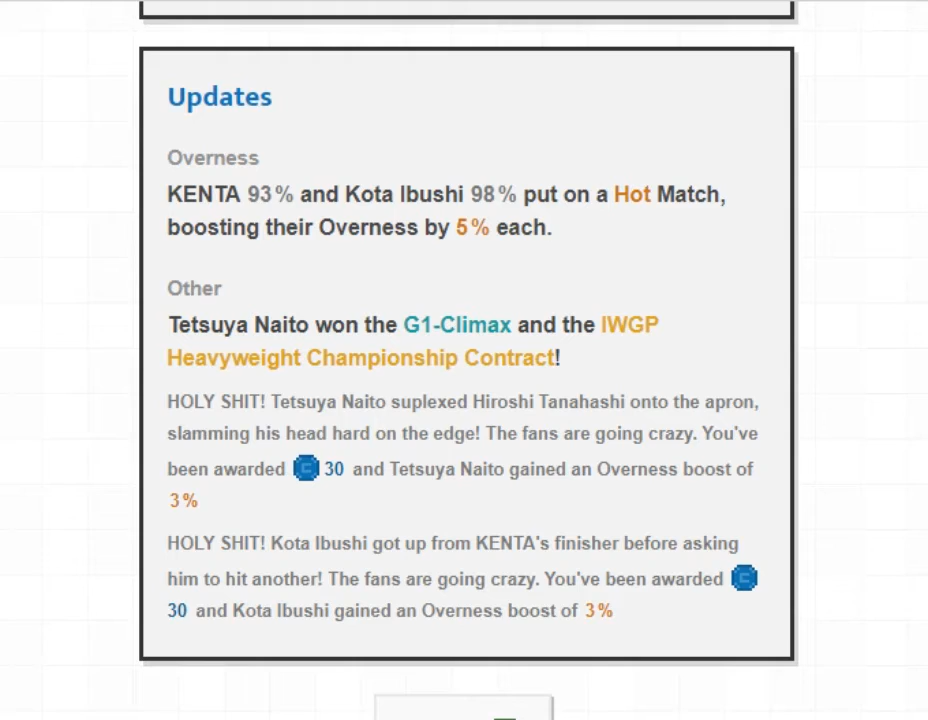 Updates
Overness
KENTA 93% and Kota Ibushi 98% put on a Hot Match,
boosting their Overness by 5% each.
Other
Tetsuya Naito won the G1-Climax and the IWGP
Heavyweight Championship Contract!
HOLY SHIT! Tetsuya Naito suplexed Hiroshi Tanahashi onto the apron,
slamming his head hard on the edge! The fans are going crazy. You've
been awarded C 30 and Tetsuya Naito gained an Overness boost of
3%
HOLY SHIT! Kota Ibushi got up from KENTA's finisher before asking
him to hit another! The fans are going crazy. You've been awarded C
30 and Kota Ibushi gained an Overness boost of 3%